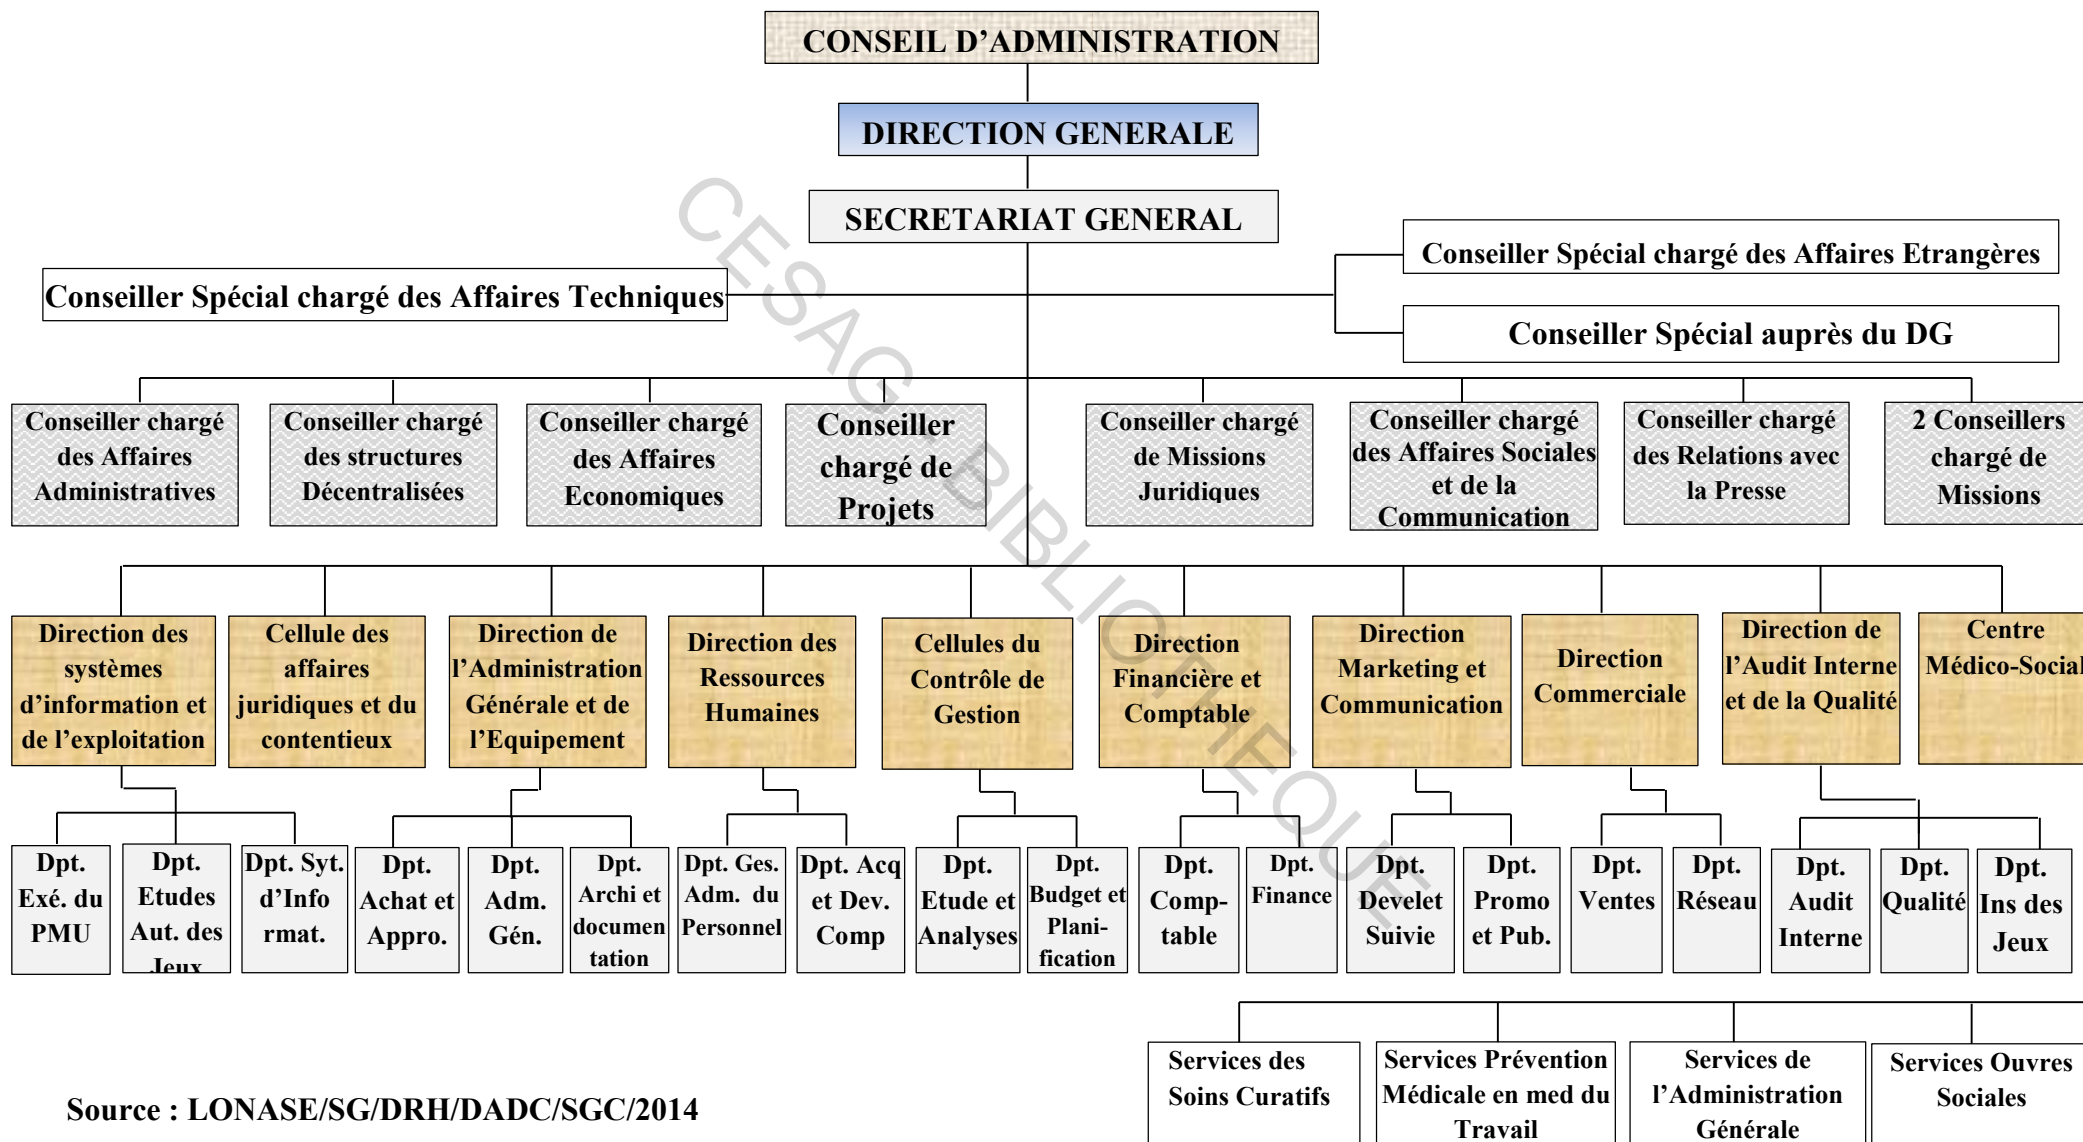 CONSEIL D’ADMINISTRATION
DIRECTION GENERALE
SECRETARIAT GENERAL
Conseiller Spécial chargé des Affaires Etrangères
Conseiller Spécial chargé des Affaires Techniques
Conseiller Spécial auprès du DG
Conseiller chargé
des Affaires
Administratives
Conseiller chargé
des structures
Décentralisées
Conseiller chargé
des Affaires
Economiques
Conseiller
chargé de
Projets
Conseiller chargé
de Missions
Juridiques
Conseiller chargé
des Affaires Sociales
et de la
Communication
Conseiller chargé
des Relations avec
la Presse
2 Conseillers
chargé de
Missions
Direction des
systèmes
d’information et
de l’exploitation
Cellule des
affaires
juridiques et du
contentieux
Direction de
l’Administration
Générale et de
l’Equipement
Direction des
Ressources
Humaines
Cellules du
Contrôle de
Gestion
Direction
Financière et
Comptable
Direction
Marketing et
Communication
Direction
Commerciale
Direction de
l’Audit Interne
et de la Qualité
Centre
Médico-Social
Dpt.
Exé. du
PMU
Dpt.
Etudes
Aut. des
Jeux
Dpt. Syt.
d’Info
rmat.
Dpt.
Achat et
Appro.
Dpt.
Adm.
Gén.
Dpt.
Archi et
documen
tation
Dpt. Ges.
Adm. du
Personnel
Dpt. Acq
et Dev.
Comp
Dpt.
Etude et
Analyses
Dpt.
Budget et
Plani-
fication
Dpt.
Comp-
table
Dpt.
Finance
Dpt.
Develet
Suivie
Dpt.
Promo
et Pub.
Dpt.
Ventes
Dpt.
Réseau
Dpt.
Audit
Interne
Dpt.
Qualité
Dpt.
Ins des
Jeux
Services des
Soins Curatifs
Services Prévention
Médicale en med du
Travail
Services de
l’Administration
Générale
Services Ouvres
Sociales
Source : LONASE/SG/DRH/DADC/SGC/2014
CESAG - BIBLIOTHEQUE